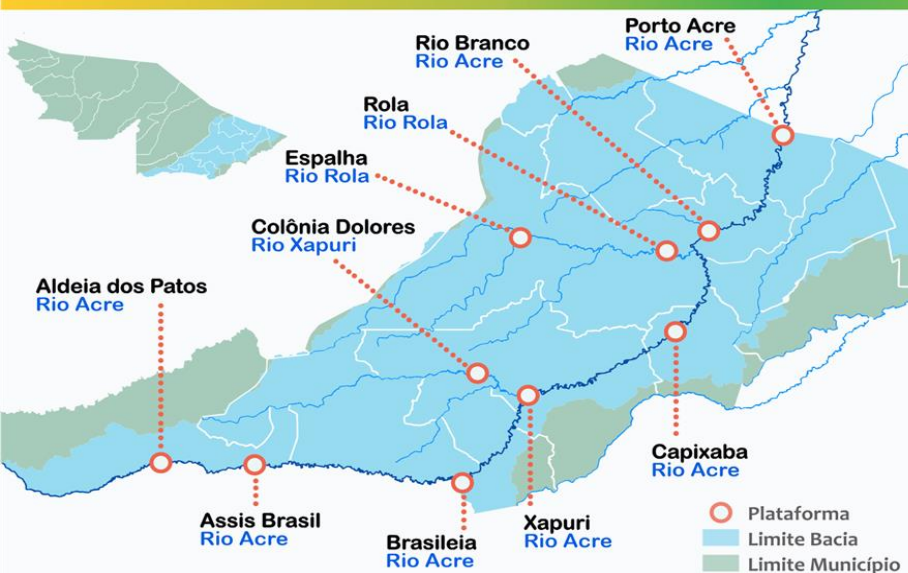 Porto Acre
Rio Acre
Rio Branco
Rio Acre
Rola
Rio Rola
Espalha
Rio Rola
Colônia Dolores
Rio Xapuri
Aldeia dos Patos
Rio Acre
Capixaba
Rio Acre
Assis Brasil
Rio Acre
Brasileia
Rio Acre
Xapuri
Rio Acre
Plataforma
Limite Bacia
Limite Município